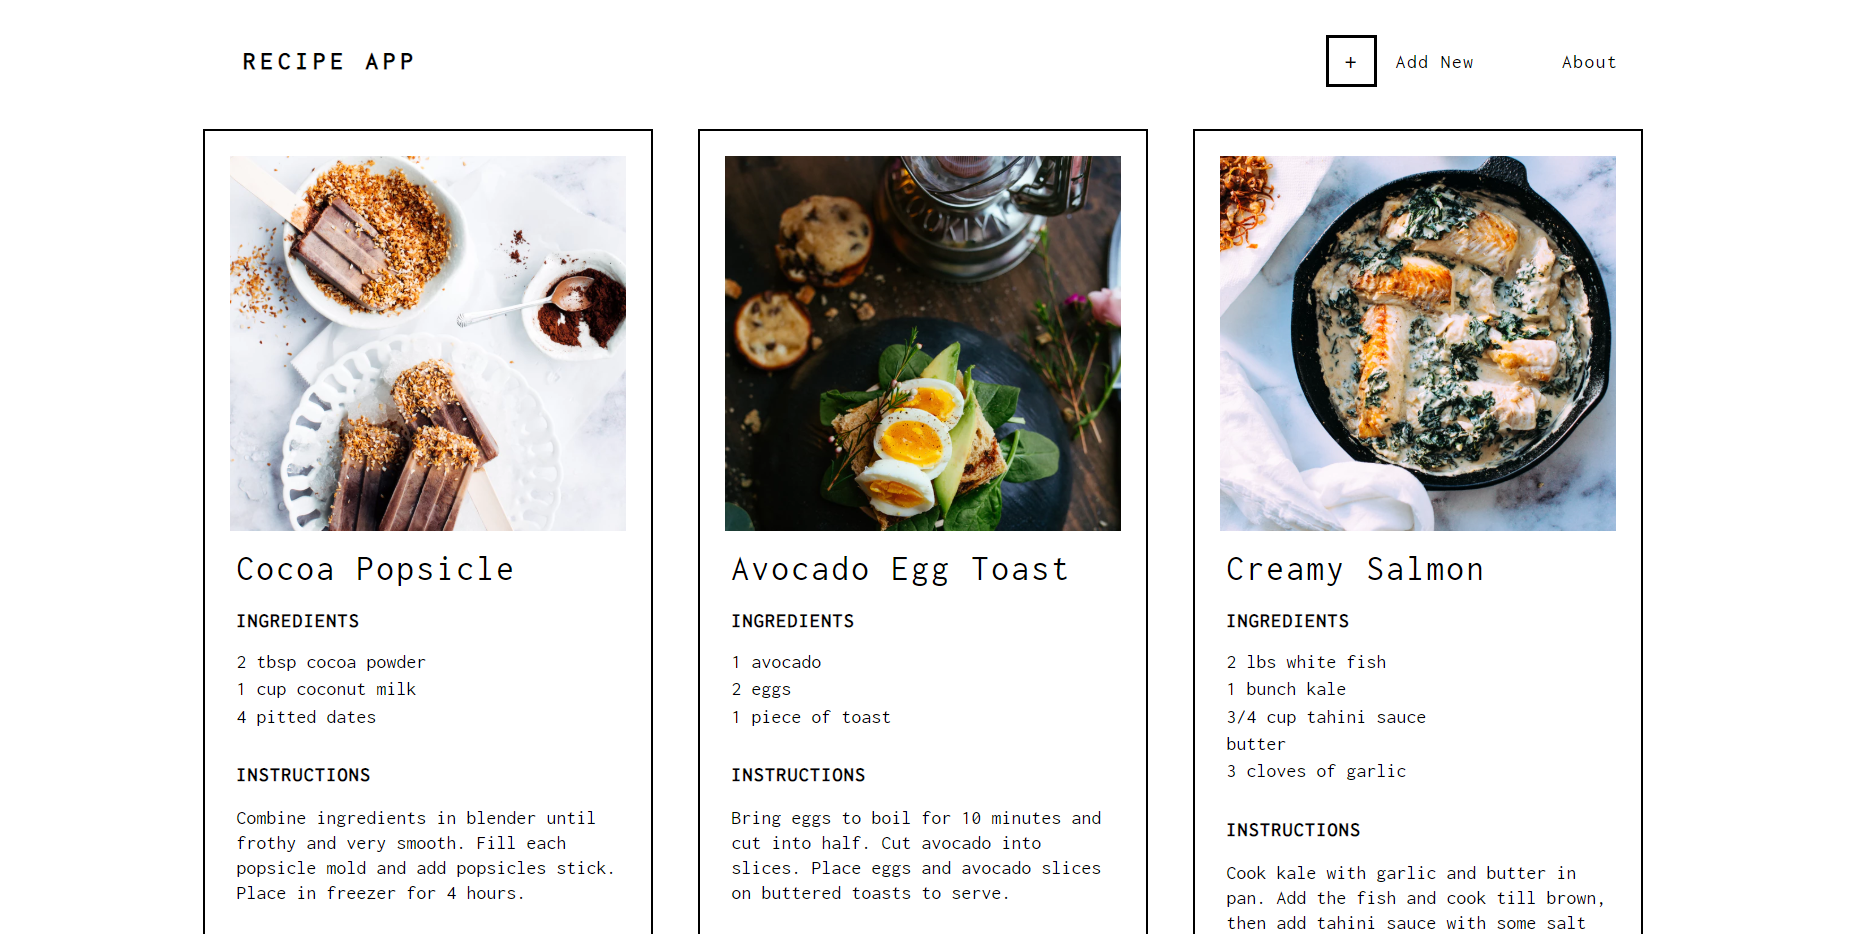 RECIPE APP
+ Add New
About
Cocoa Popsicle
INGREDIENTS
2 tbsp cocoa powder
1 cup coconut milk
4 pitted dates
INSTRUCTIONS
Combine ingredients in blender until
frothy and very smooth. Fill each
popsicle mold and add popsicles stick.
Place in freezer for 4 hours.
Avocado Egg Toast
INGREDIENTS
1 avocado
2 eggs
1 piece of toast
INSTRUCTIONS
Bring eggs to boil for 10 minutes and
cut into half. Cut avocado into
slices. Place eggs and avocado slices
on buttered toasts to serve.
Creamy Salmon
INGREDIENTS
2 lbs white fish
1 bunch kale
3/4 cup tahini sauce
butter
3 cloves of garlic
INSTRUCTIONS
Cook kale with garlic and butter in
pan. Add the fish and cook till brown,
then add tahini sauce with some salt